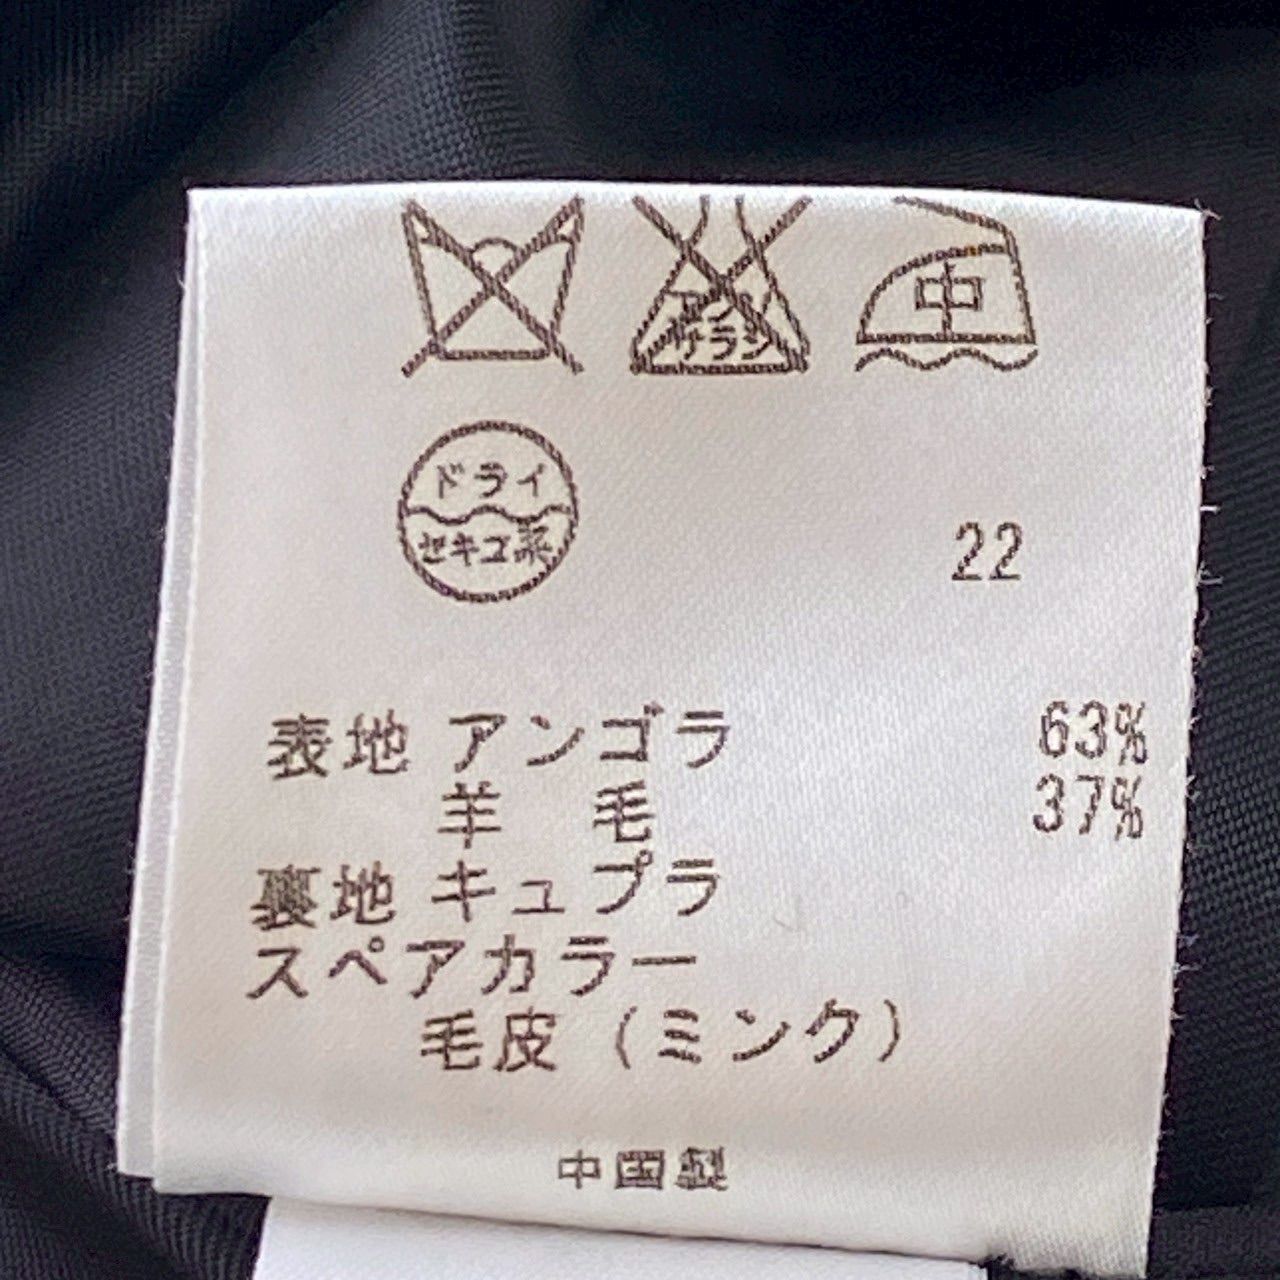 エンソ
サラシ
中
ドライ
セキユ系
22
表地 アンゴラ 63%
羊毛 37%
裏地 キュプラ
スペアカラー
毛皮（ミンク）
中国製